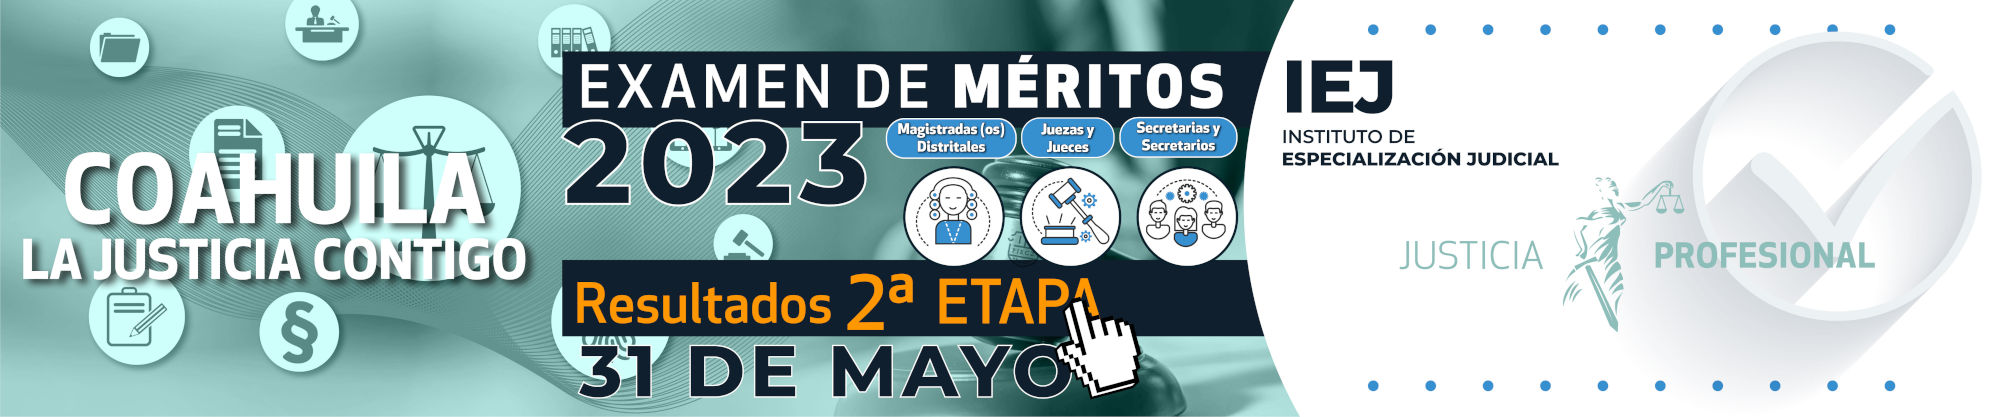 COAHUILA
LA JUSTICIA CONTIGO
EXAMEN DE MÉRITOS
2023
Magistradas (os)
Distritales
Juezas y
Jueces
Secretarias y
Secretarios
Resultados 2ª ETAPA
31 DE MAYO
IEJ
INSTITUTO DE
ESPECIALIZACIÓN JUDICIAL
JUSTICIA PROFESIONAL